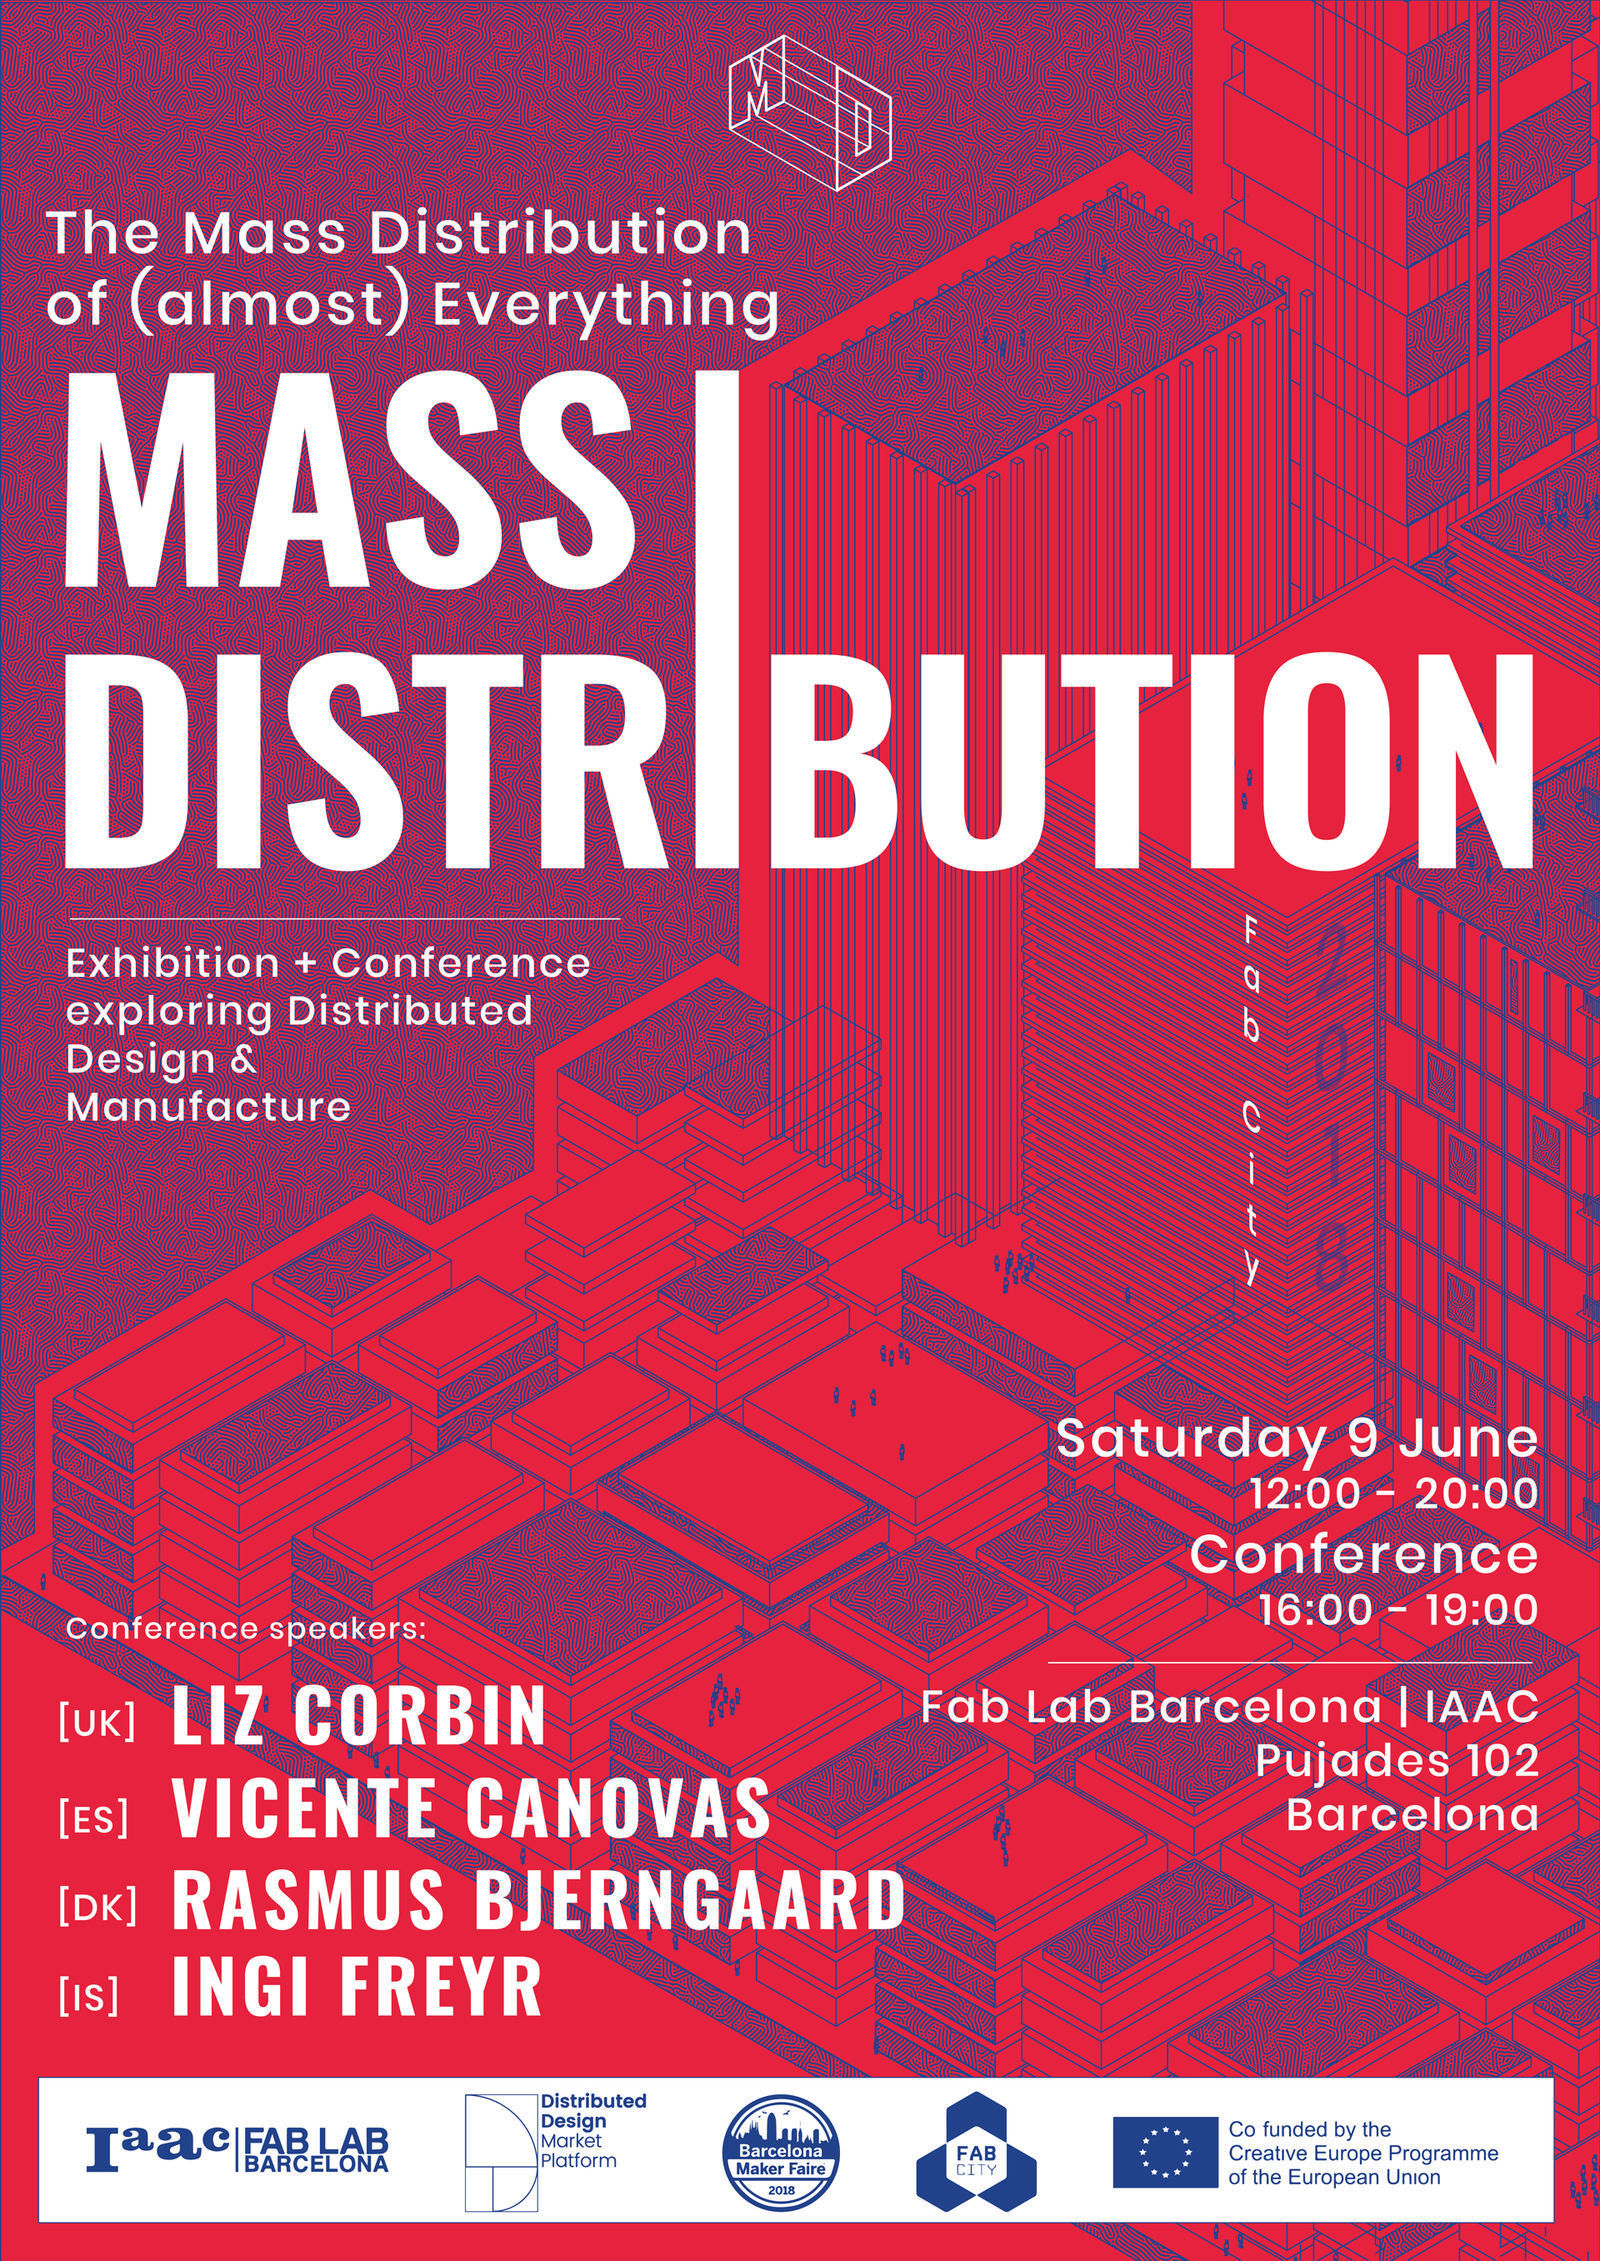 MD
The Mass Distribution
of (almost) Everything
MASS
DISTRIBUTION
Exhibition + Conference
exploring Distributed
Design &
Manufacture
Fab City
2018
Saturday 9 June
12:00 - 20:00
Conference
16:00 - 19:00
Fab Lab Barcelona | IAAC
Pujades 102
Barcelona
Conference speakers:
[UK] LIZ CORBIN
[ES] VICENTE CANOVAS
[DK] RASMUS BJERNGAARD
[IS] INGI FREYR
Iaac | FAB LAB
BARCELONA
Distributed
Design
Market
Platform
Barcelona
Maker Faire
2018
FAB
CITY
Co funded by the
Creative Europe Programme
of the European Union